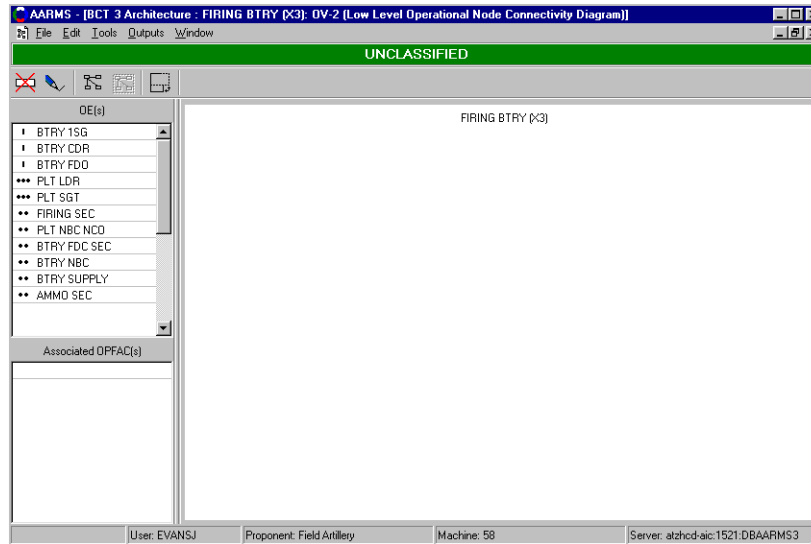 AARMS - [BCT 3 Architecture : FIRING BTRY (X3): OV-2 (Low Level Operational Node Connectivity Diagram)]
File Edit Tools Outputs Window
UNCLASSIFIED
OE(s)
BTRY 1SG
BTRY CDR
BTRY FDO
PLT LDR
PLT SGT
FIRING SEC
PLT NBC NCO
BTRY FDC SEC
BTRY NBC
BTRY SUPPLY
AMMO SEC
FIRING BTRY (X3)
Associated OPFAC(s)
User: EVANSJ Proponent: Field Artillery Machine: 58 Server: atzhcd-aic:1521:DBAARMS3